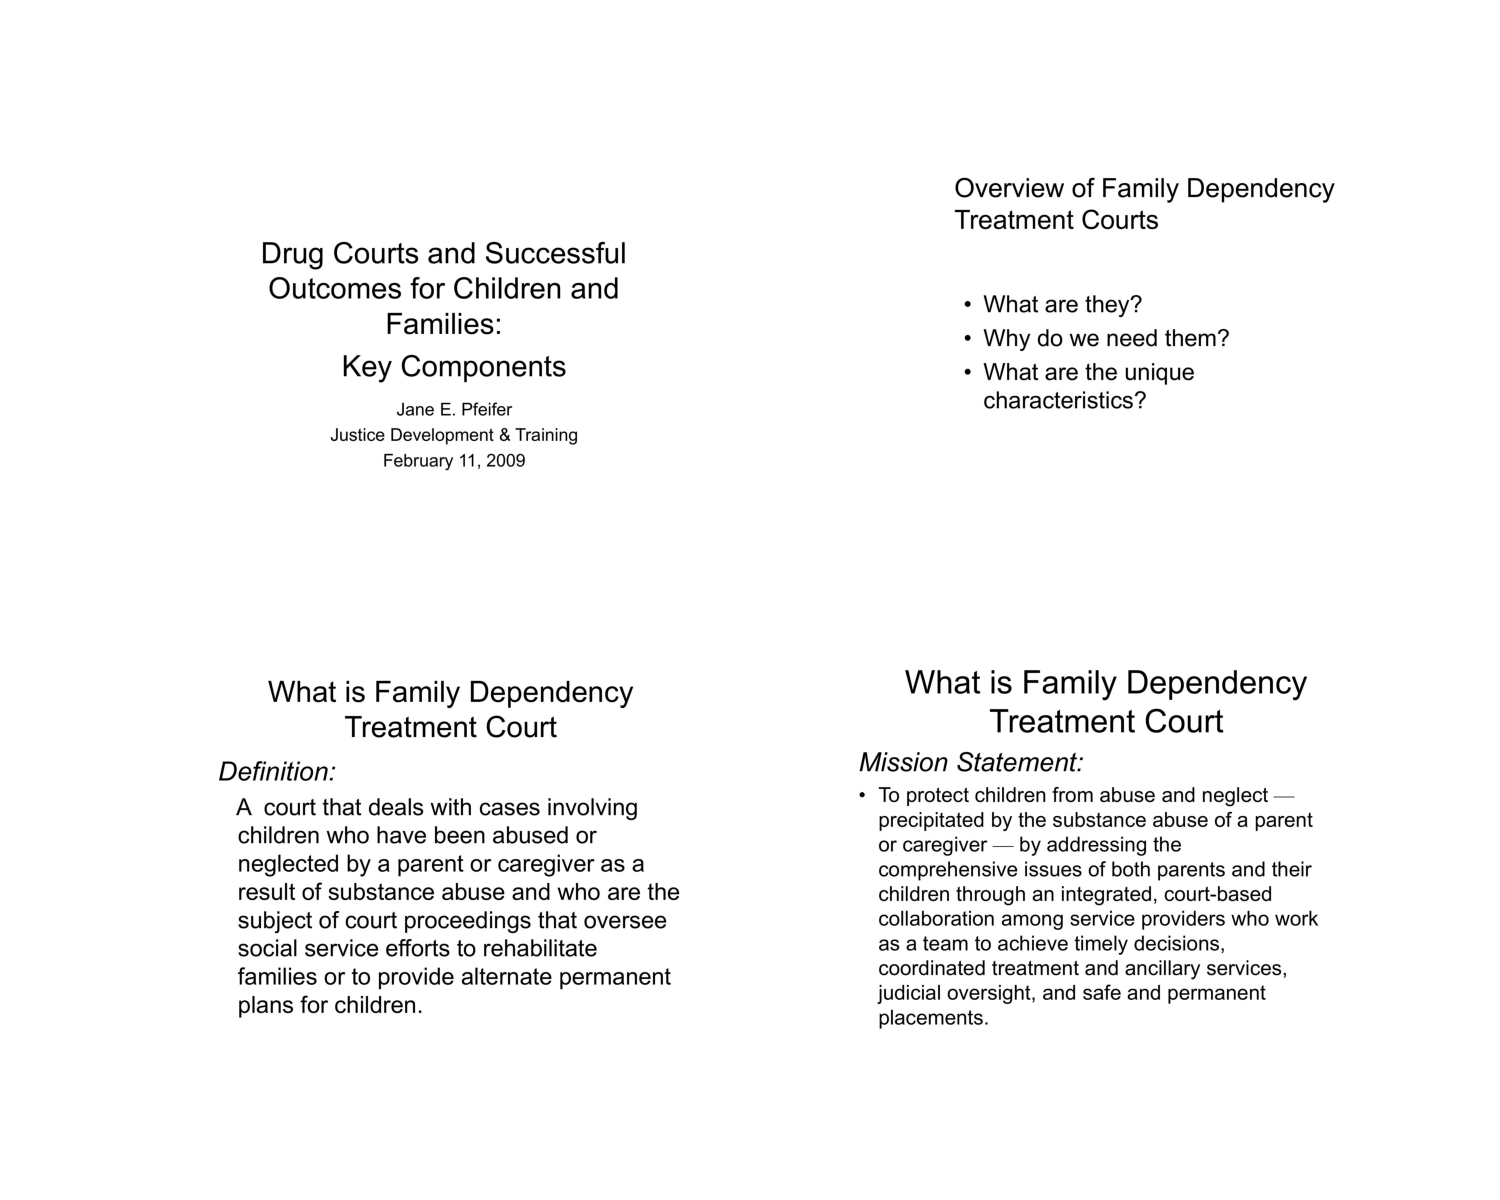 Drug Courts and Successful
Outcomes for Children and
Families:
Key Components
Jane E. Pfeifer
Justice Development & Training
February 11, 2009
Overview of Family Dependency
Treatment Courts
• What are they?
• Why do we need them?
• What are the unique
characteristics?
What is Family Dependency
Treatment Court
Definition:
A  court that deals with cases involving
children who have been abused or
neglected by a parent or caregiver as a
result of substance abuse and who are the
subject of court proceedings that oversee
social service efforts to rehabilitate
families or to provide alternate permanent
plans for children.
What is Family Dependency
Treatment Court
Mission Statement:
• To protect children from abuse and neglect —
precipitated by the substance abuse of a parent
or caregiver — by addressing the
comprehensive issues of both parents and their
children through an integrated, court-based
collaboration among service providers who work
as a team to achieve timely decisions,
coordinated treatment and ancillary services,
judicial oversight, and safe and permanent
placements.